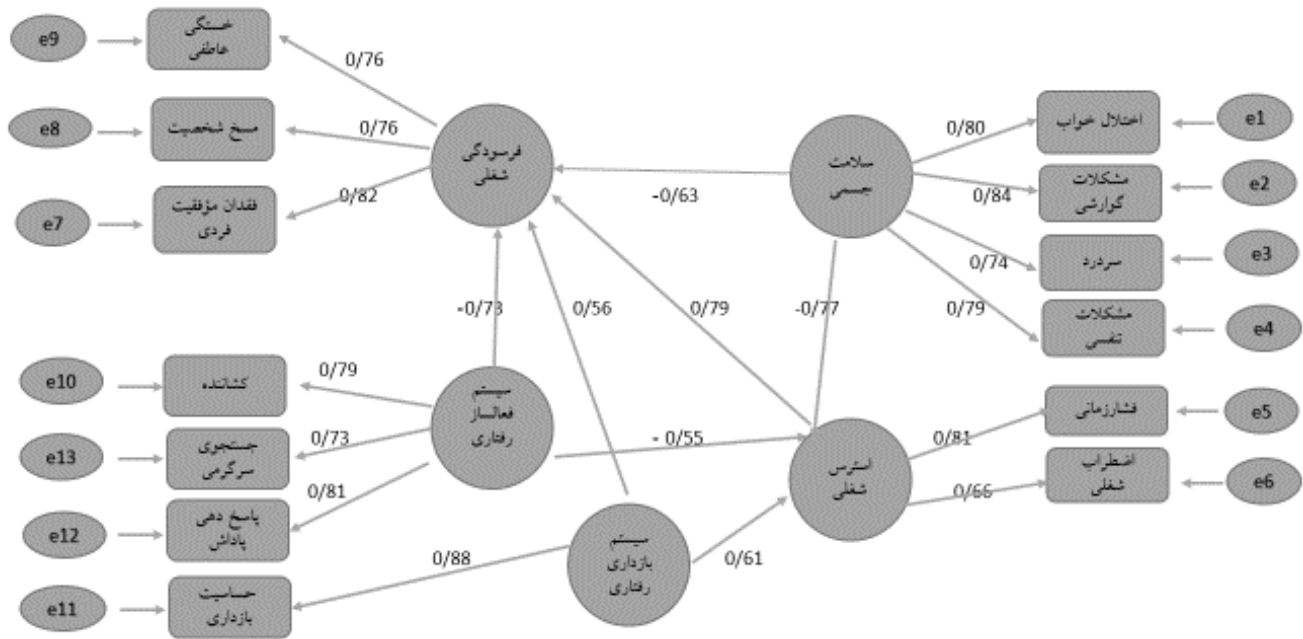 e9
خستگی
عاطفی
0/76
e8
مسخ شخصیت
0/76
e7
فقدان مؤفقیت
فردی
0/82
فرسودگی
شغلی
-0/63
سلامت
جسمی
0/80
اختلال خواب
e1
0/84
مشکلات
گوارشی
e2
0/74
سردرد
e3
0/79
مشکلات
تنفسی
e4
-0/73
0/56
0/79
-0/77
e10
کشاننده
0/79
e13
جستجوی
سرگرمی
0/73
e12
پاسخ دهی
پاداش
0/81
e11
حساسیت
بازداری
0/88
سیستم
فعالساز
رفتاری
- 0/55
سیستم
بازداری
رفتاری
0/61
استرس
شغلی
0/81
فشارزمانی
e5
0/66
اضطراب
شغلی
e6